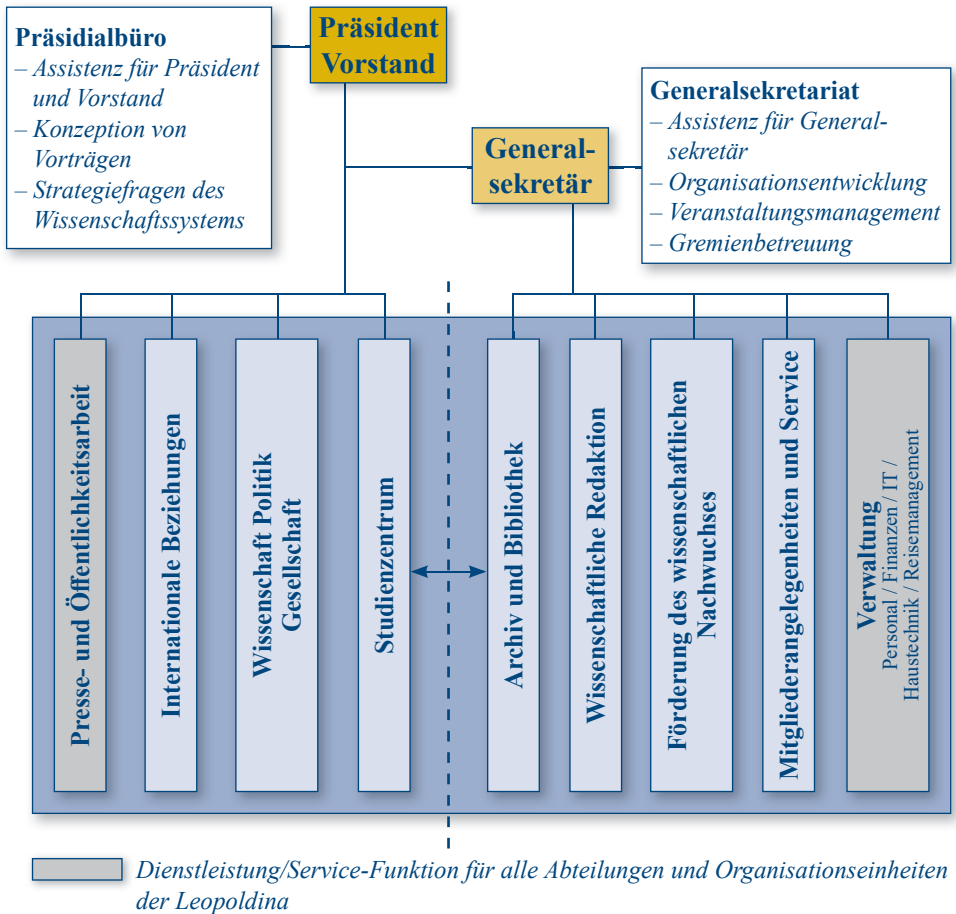 Präsidialbüro
– Assistenz für Präsident
und Vorstand
– Konzeption von
Vorträgen
– Strategiefragen des
Wissenschaftssystems
Präsident
Vorstand
General-
sekretär
Generalsekretariat
– Assistenz für General-
sekretär
– Organisationsentwicklung
– Veranstaltungsmanagement
– Gremienbetreuung
Presse- und Öffentlichkeitsarbeit
Internationale Beziehungen
Wissenschaft Politik
Gesellschaft
Studienzentrum
Archiv und Bibliothek
Wissenschaftliche Redaktion
Förderung des wissenschaftlichen
Nachwuchses
Mitgliederangelegenheiten und Service
Verwaltung
Personal / Finanzen / IT /
Haustechnik / Reisemanagement
Dienstleistung/Service-Funktion für alle Abteilungen und Organisationseinheiten
der Leopoldina